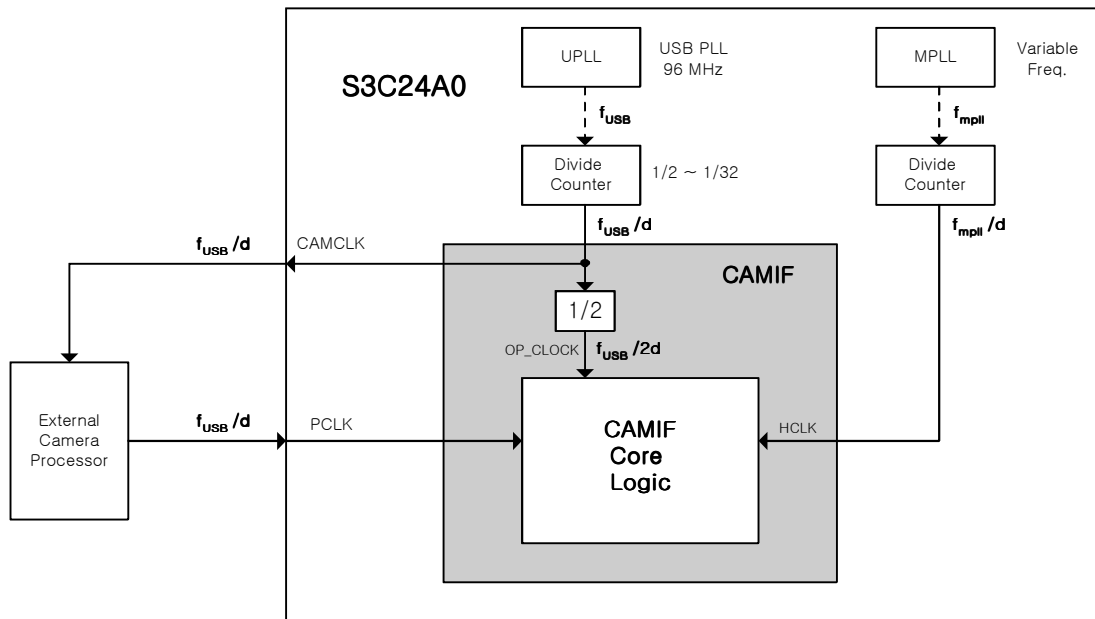 UPLL
USB PLL
96 MHz
MPLL
Variable
Freq.
S3C24A0
fUSB
fmpll
Divide
Counter
1/2 ~ 1/32
Divide
Counter
fUSB/d
fmpll/d
fUSB /d
CAMCLK
CAMIF
1/2
OP_CLOCK
fUSB /2d
External
Camera
Processor
fUSB/d
PCLK
CAMIF
Core
Logic
HCLK